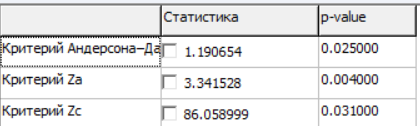 Статистика p-value
Критерий Андерсона-Да 1.190654 0.025000
Критерий Za 3.341528 0.004000
Критерий Zc 86.058999 0.031000